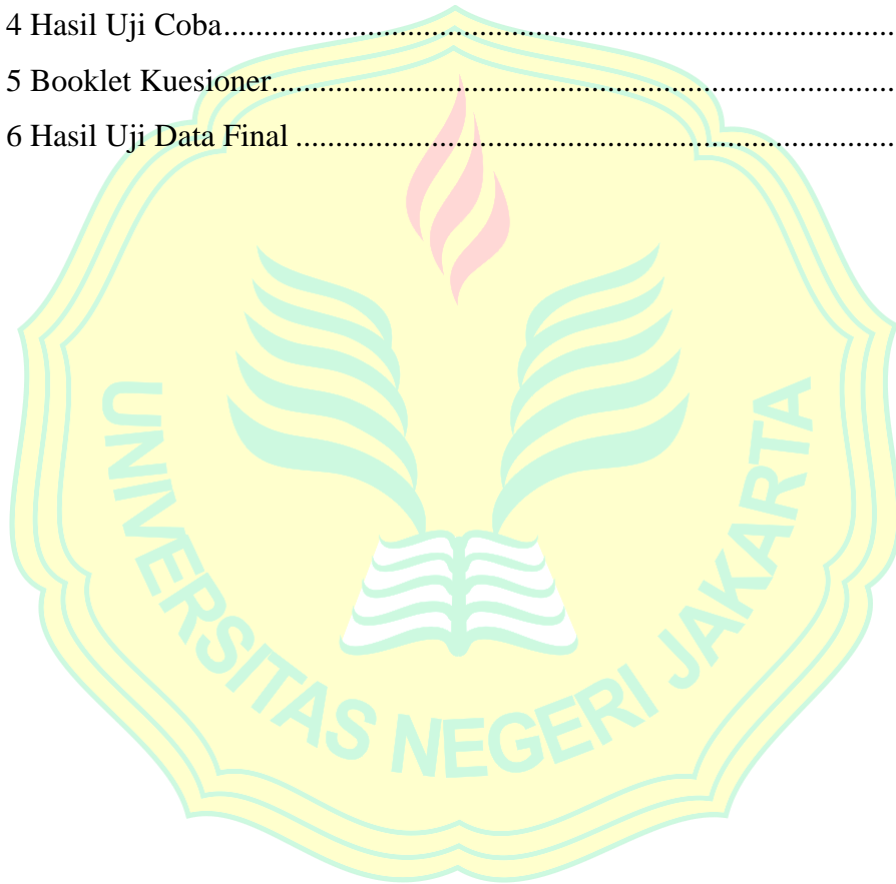 4 Hasil Uji Coba................................................................................................
5 Booklet Kuesioner.........................................................................................
6 Hasil Uji Data Final ......................................................................................
UNIVERSITAS NEGERI JAKARTA